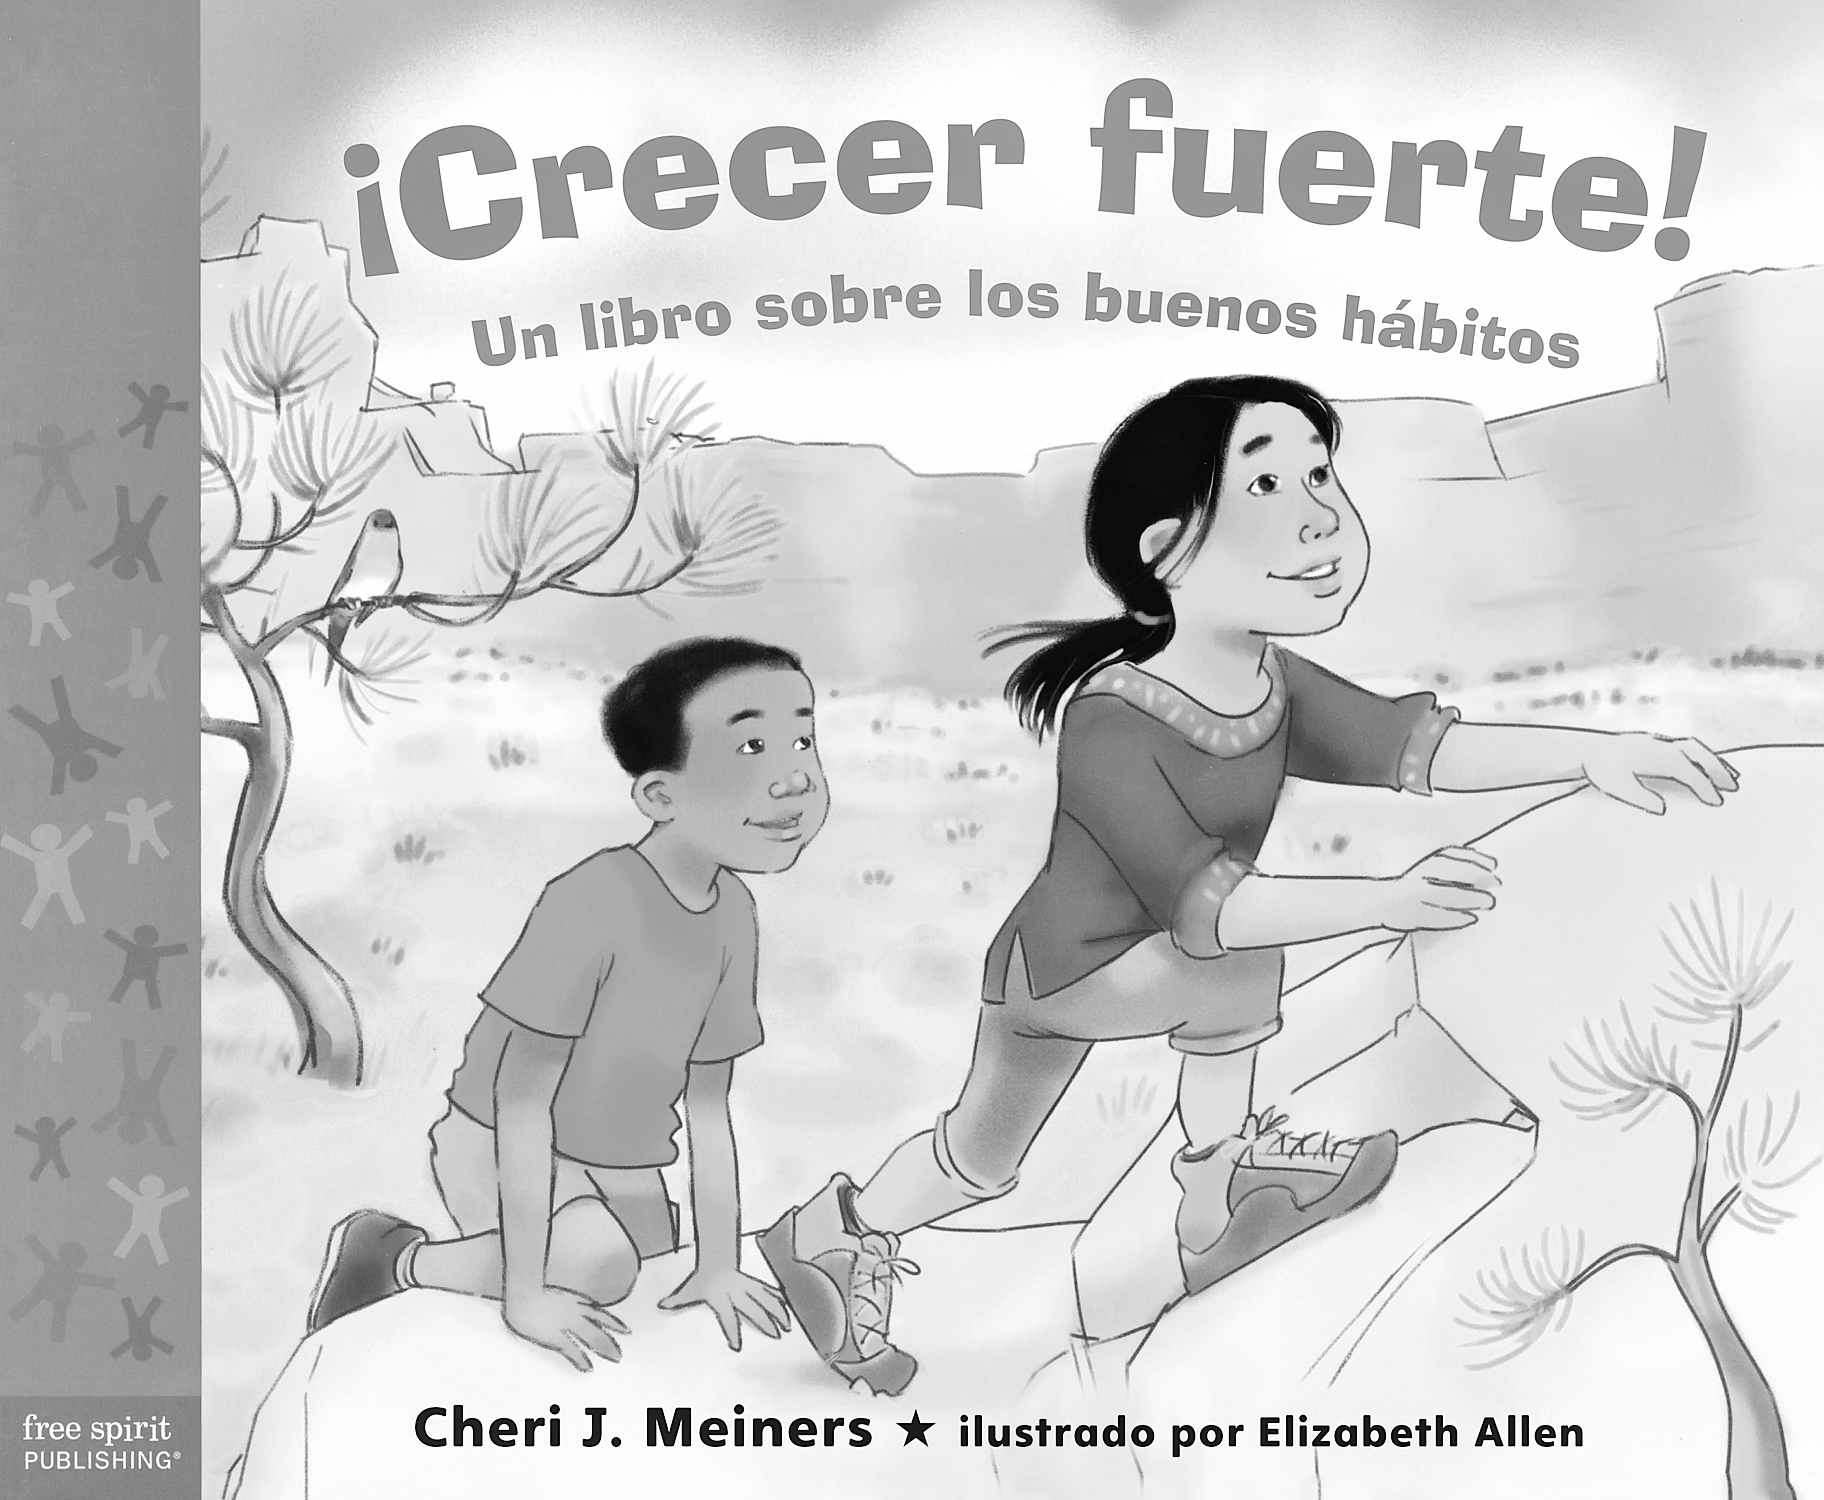 ¡Crecer fuerte!
Un libro sobre los buenos hábitos
Cheri J. Meiners ★ ilustrado por Elizabeth Allen
free spirit
PUBLISHING®